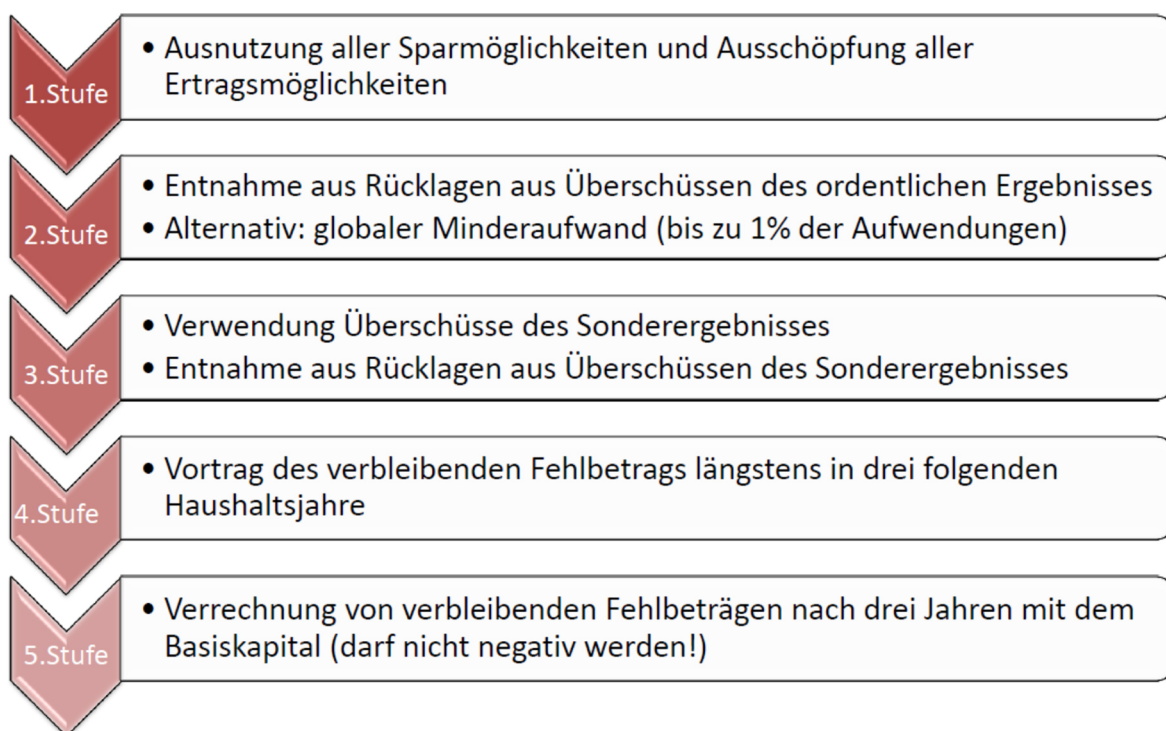 1.Stufe
• Ausnutzung aller Sparmöglichkeiten und Ausschöpfung aller
Ertragsmöglichkeiten
2.Stufe
• Entnahme aus Rücklagen aus Überschüssen des ordentlichen Ergebnisses
• Alternativ: globaler Minderaufwand (bis zu 1% der Aufwendungen)
3.Stufe
• Verwendung Überschüsse des Sonderergebnisses
• Entnahme aus Rücklagen aus Überschüssen des Sonderergebnisses
4.Stufe
• Vortrag des verbleibenden Fehlbetrags längstens in drei folgenden
Haushaltsjahre
5.Stufe
• Verrechnung von verbleibenden Fehlbeträgen nach drei Jahren mit dem
Basiskapital (darf nicht negativ werden!)